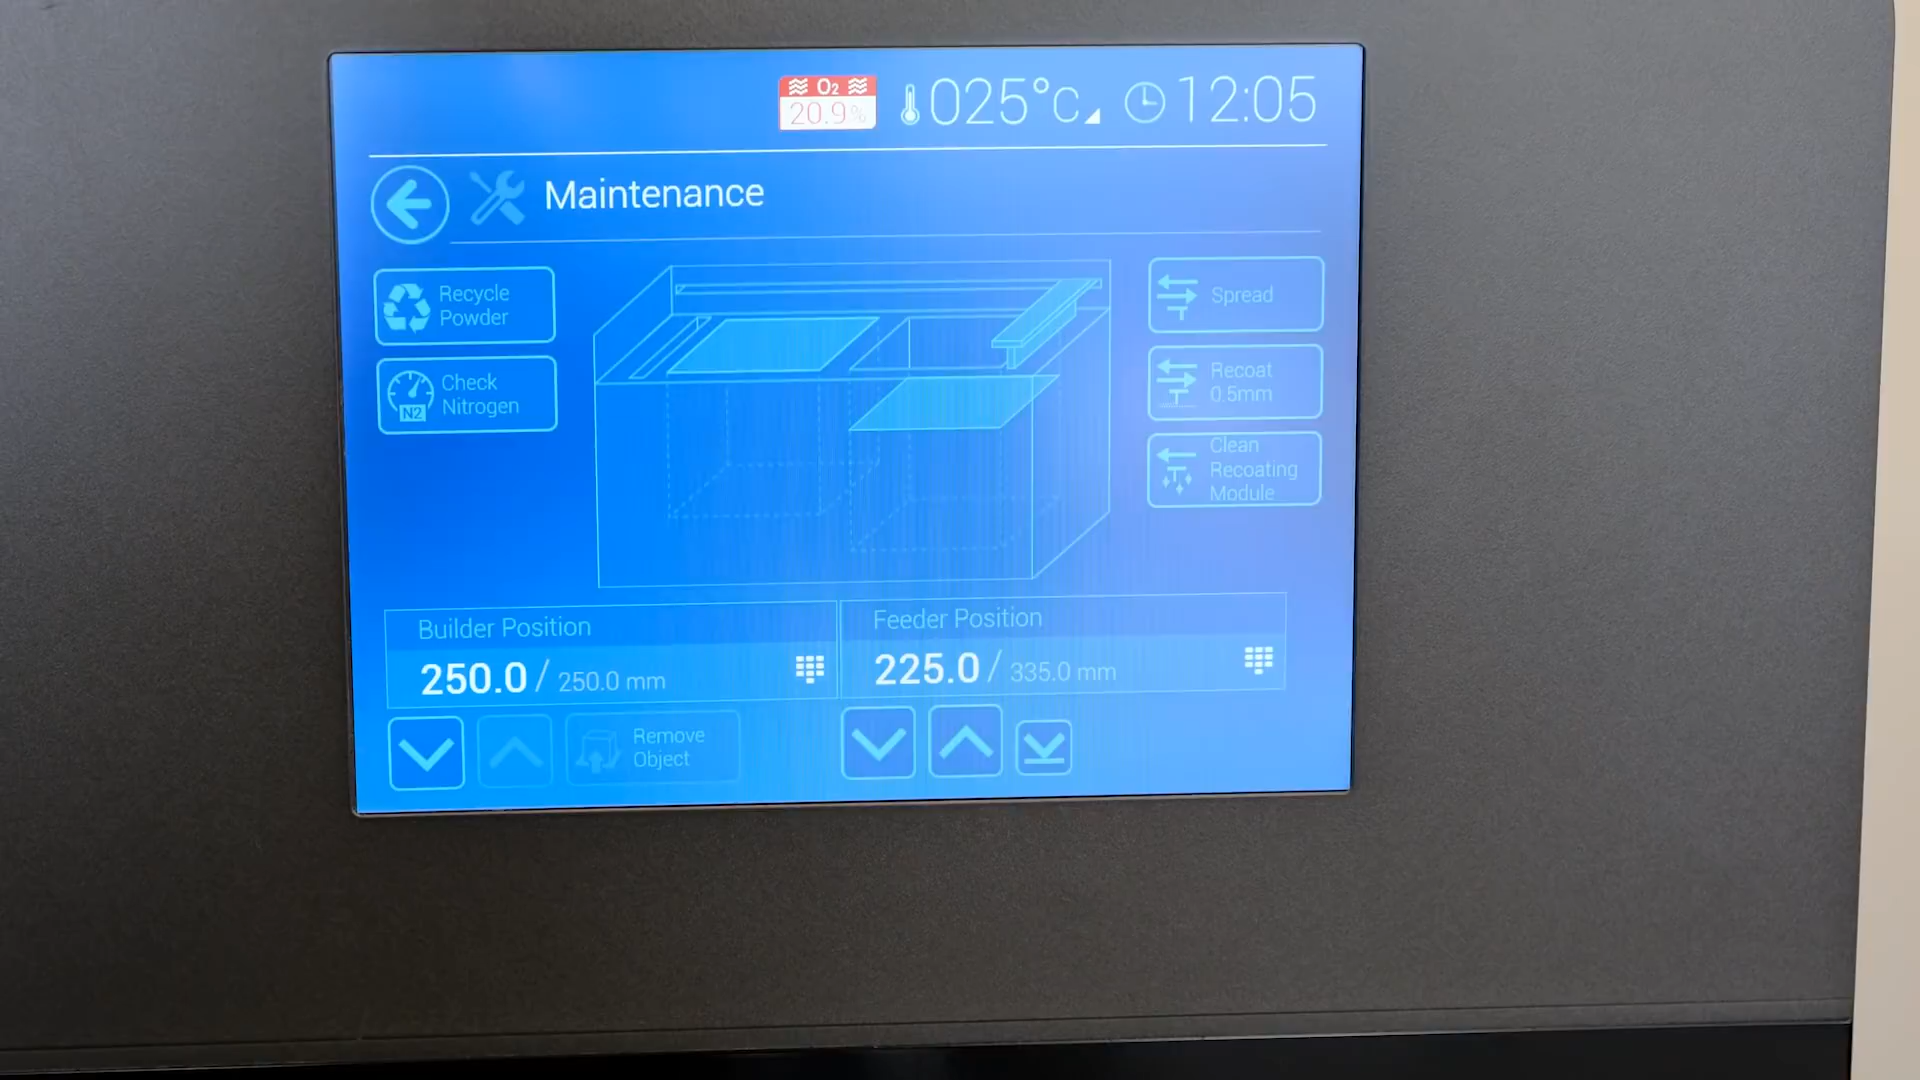 O2
20.9%
025°C
12:05
Maintenance
Recycle
Powder
Check
Nitrogen
N2
Spread
Recoat
0.5mm
Clean
Recoating
Module
Builder Position
250.0 / 250.0 mm
Feeder Position
225.0 / 335.0 mm
Remove
Object